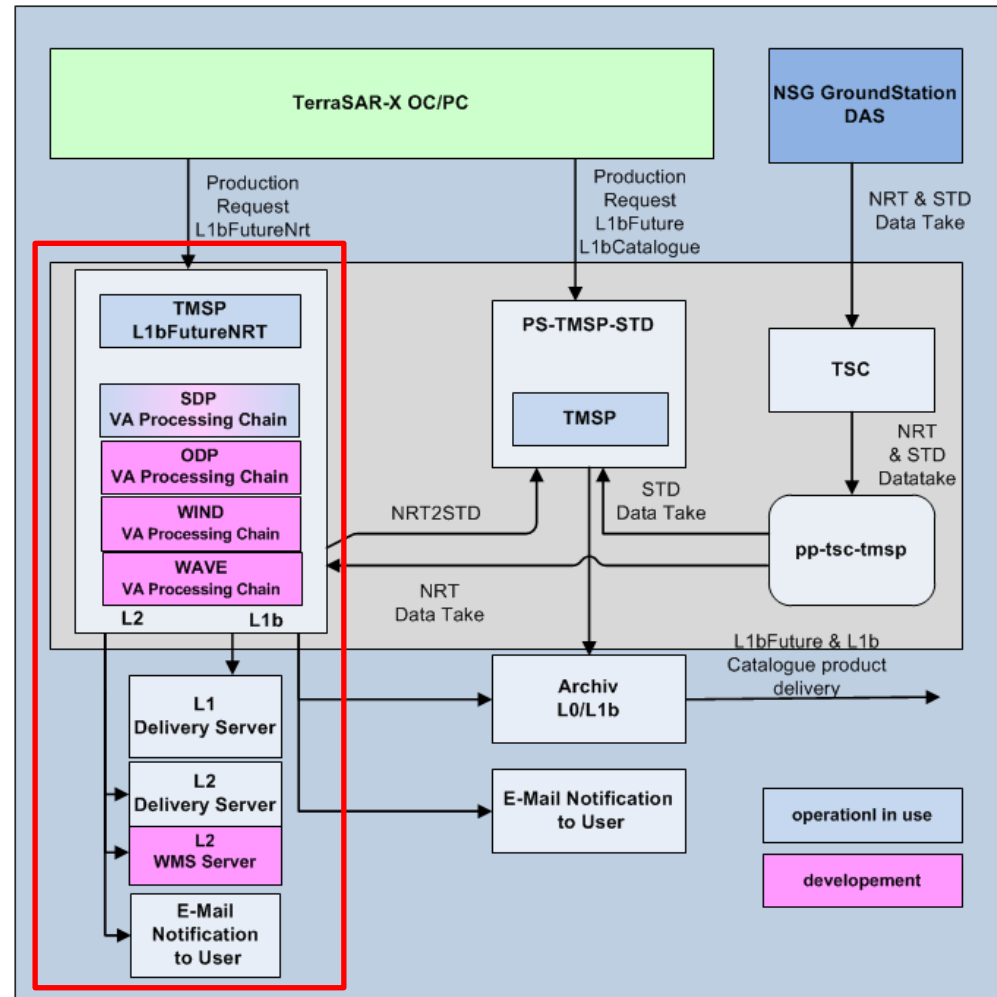 TerraSAR-X OC/PC
NSG GroundStation
DAS
Production
Request
L1bFutureNrt
Production
Request
L1bFuture
L1bCatalogue
NRT & STD
Data Take
TMSP
L1bFutureNRT
SDP
VA Processing Chain
ODP
VA Processing Chain
WIND
VA Processing Chain
WAVE
VA Processing Chain
L2
L1b
PS-TMSP-STD
TMSP
TSC
NRT
& STD
Datatake
NRT2STD
STD
Data Take
pp-tsc-tmsp
NRT
Data Take
L1
Delivery Server
L2
Delivery Server
L2
WMS Server
E-Mail
Notification
to User
Archiv
L0/L1b
L1bFuture & L1b
Catalogue product
delivery
E-Mail Notification
to User
operationl in use
developement